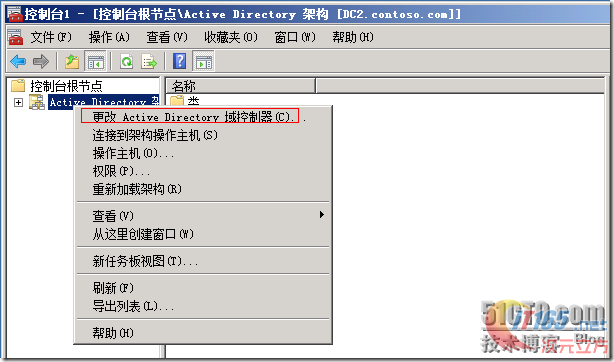 控制台1 - [控制台根节点\Active Directory 架构 [DC2.contoso.com]]
文件(F) 操作(A) 查看(V) 收藏夹(O) 窗口(W) 帮助(H)
控制台根节点 名称
Active Directory 架 类
更改 Active Directory 域控制器(C)...
连接到架构操作主机(S)
操作主机(O)...
权限(P)...
重新加载架构(R)
查看(V)
从这里创建窗口(W)
新任务板视图(T)...
刷新(F)
导出列表(L)...
帮助(H)
51CTO.com
技术博客 Blog
IT165.net